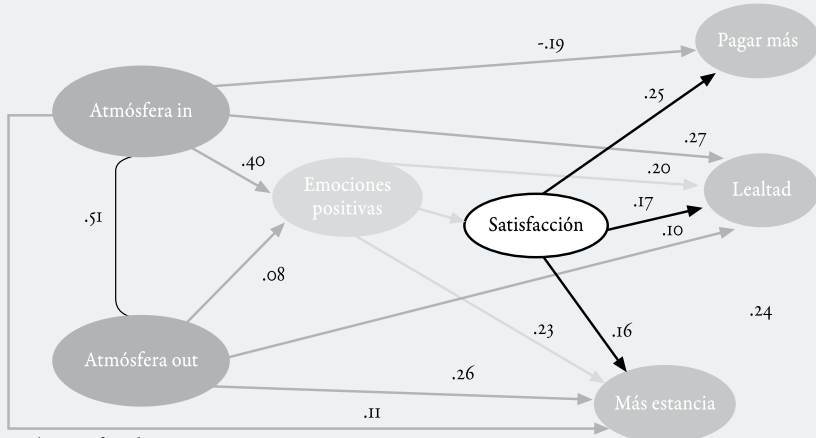 Pagar más
-.19
Atmósfera in
.25
.27
.40
.20
Emociones
positivas
Lealtad
.17
Satisfacción
.10
.51
.08
.24
.23
.16
Atmósfera out
.26
Más estancia
.11